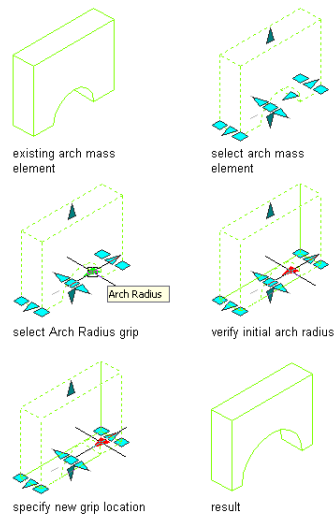 existing arch mass
element
select arch mass
element
Arch Radius
select Arch Radius grip
verify initial arch radius
specify new grip location
result